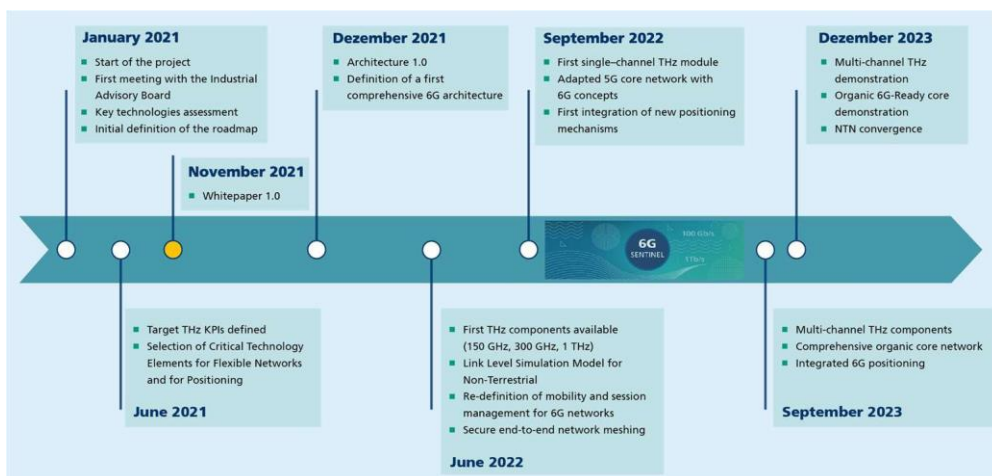 January 2021
Start of the project
First meeting with the Industrial
Advisory Board
Key technologies assessment
Initial definition of the roadmap
November 2021
Whitepaper 1.0
Dezember 2021
Architecture 1.0
Definition of a first
comprehensive 6G architecture
September 2022
First single–channel THz module
Adapted 5G core network with
6G concepts
First integration of new positioning
mechanisms
Dezember 2023
Multi-channel THz
demonstration
Organic 6G-Ready core
demonstration
NTN convergence
6G
SENTINEL
100 Gb/s
1 Tb/s
Target THz KPIs defined
Selection of Critical Technology
Elements for Flexible Networks
and for Positioning
June 2021
First THz components available
(150 GHz, 300 GHz, 1 THz)
Link Level Simulation Model for
Non-Terrestrial
Re-definition of mobility and session
management for 6G networks
Secure end-to-end network meshing
June 2022
Multi-channel THz components
Comprehensive organic core network
Integrated 6G positioning
September 2023